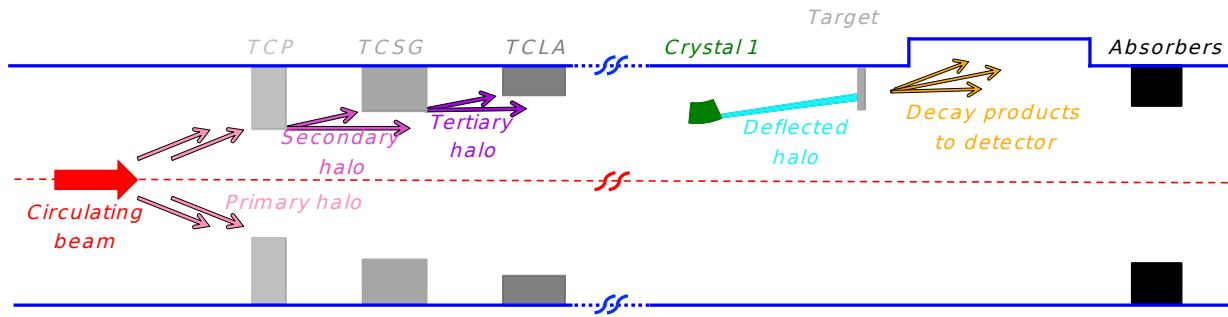 Target
TCP
TCSG
TCLA
Crystal 1
Absorbers
Secondary
halo
Tertiary
halo
Deflected
halo
Decay products
to detector
Primary halo
Circulating
beam